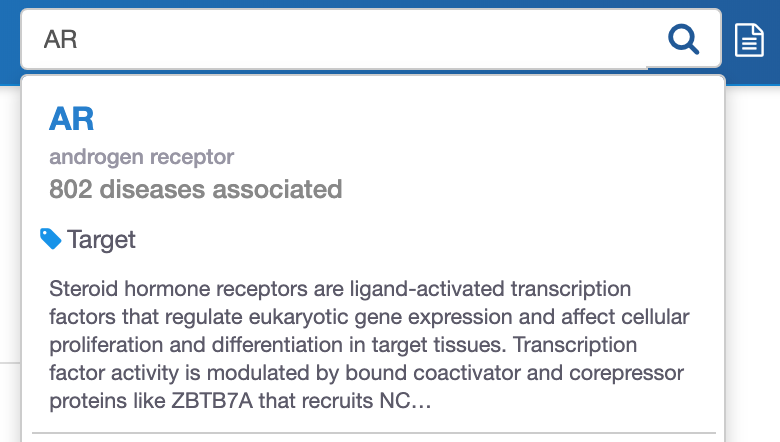 AR
AR
androgen receptor
802 diseases associated
Target
Steroid hormone receptors are ligand-activated transcription
factors that regulate eukaryotic gene expression and affect cellular
proliferation and differentiation in target tissues. Transcription
factor activity is modulated by bound coactivator and corepressor
proteins like ZBTB7A that recruits NC…